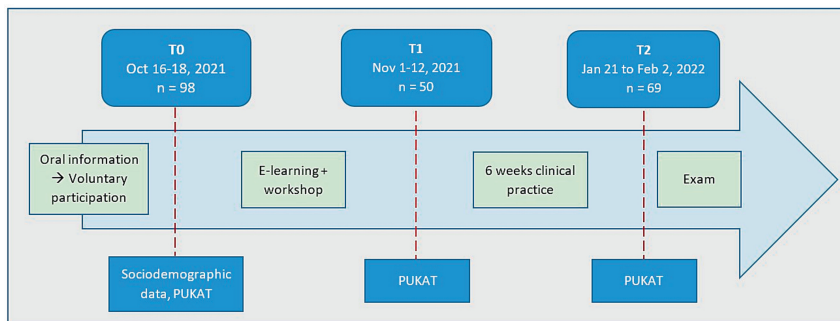 T0
Oct 16-18, 2021
n = 98
T1
Nov 1-12, 2021
n = 50
T2
Jan 21 to Feb 2, 2022
n = 69
Oral information
→ Voluntary
participation
E-learning +
workshop
6 weeks clinical
practice
Exam
Sociodemographic
data, PUKAT
PUKAT
PUKAT